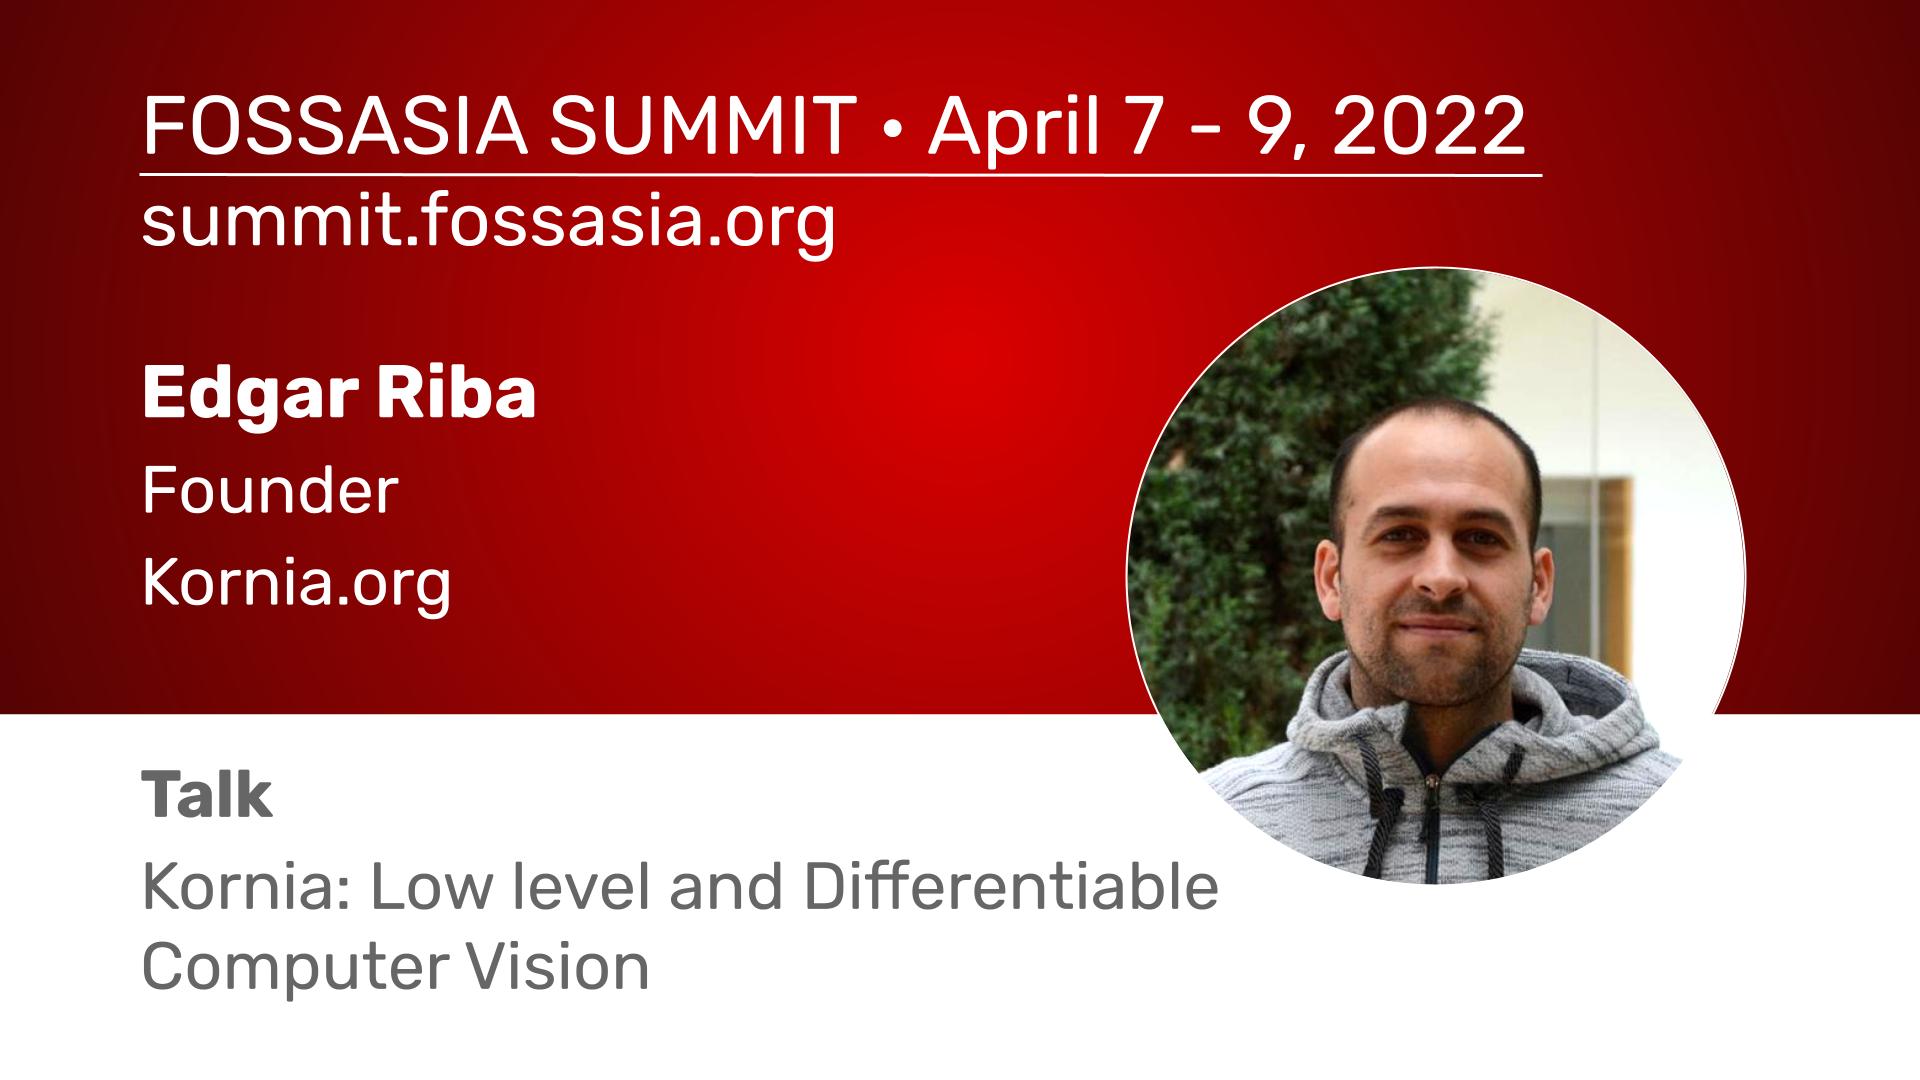 FOSSASIA SUMMIT • April 7 - 9, 2022
summit.fossasia.org
Edgar Riba
Founder
Kornia.org
Talk
Kornia: Low level and Differentiable
Computer Vision